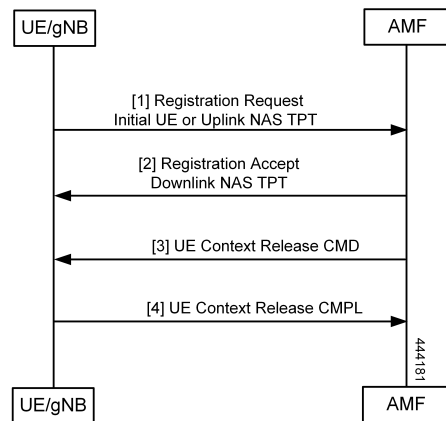 UE/gNB
AMF
[1] Registration Request
Initial UE or Uplink NAS TPT
[2] Registration Accept
Downlink NAS TPT
[3] UE Context Release CMD
[4] UE Context Release CMPL
444181
UE/gNB
AMF